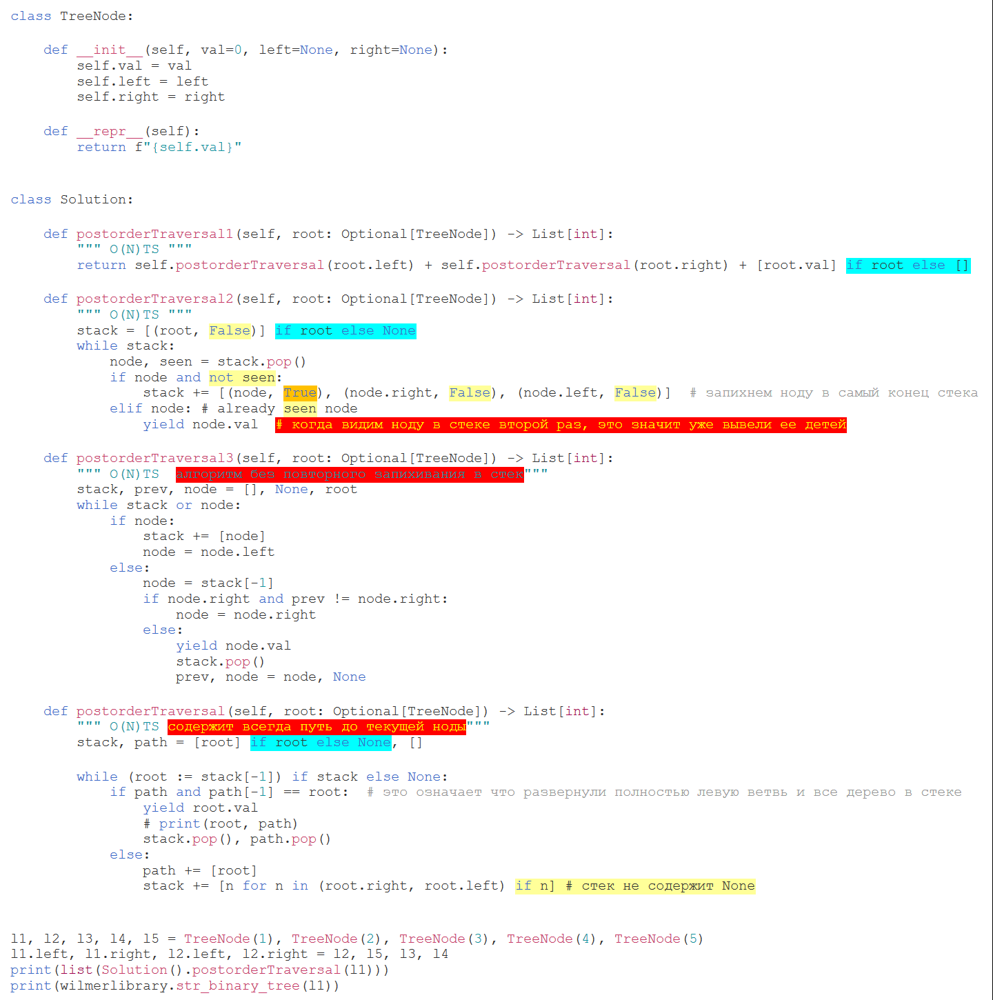 class TreeNode:
    def __init__(self, val=0, left=None, right=None):
        self.val = val
        self.left = left
        self.right = right
    def __repr__(self):
        return f"{self.val}"
class Solution:
    def postorderTraversal1(self, root: Optional[TreeNode]) -> List[int]:
        """ O(N)TS """
        return self.postorderTraversal(root.left) + self.postorderTraversal(root.right) + [root.val] if root else []
    def postorderTraversal2(self, root: Optional[TreeNode]) -> List[int]:
        """ O(N)TS """
        stack = [(root, False)] if root else None
        while stack:
            node, seen = stack.pop()
            if node and not seen:
                stack += [(node, True), (node.right, False), (node.left, False)]  # запихнем ноду в самый конец стека
            elif node: # already seen node
                yield node.val  # когда видим ноду в стеке второй раз, это значит уже вывели ее детей
    def postorderTraversal3(self, root: Optional[TreeNode]) -> List[int]:
        """ O(N)TS  алгоритм без повторного запихивания в стек"""
        stack, prev, node = [], None, root
        while stack or node:
            if node:
                stack += [node]
                node = node.left
            else:
                node = stack[-1]
                if node.right and prev != node.right:
                    node = node.right
                else:
                    yield node.val
                    stack.pop()
                    prev, node = node, None
    def postorderTraversal(self, root: Optional[TreeNode]) -> List[int]:
        """ O(N)TS содержит всегда путь до текущей ноды"""
        stack, path = [root] if root else None, []
        while (root := stack[-1]) if stack else None:
            if path and path[-1] == root:  # это означает что развернули полностью левую ветвь и все дерево в стеке
                yield root.val
                # print(root, path)
                stack.pop(), path.pop()
            else:
                path += [root]
                stack += [n for n in (root.right, root.left) if n] # стек не содержит None
l1, l2, l3, l4, l5 = TreeNode(1), TreeNode(2), TreeNode(3), TreeNode(4), TreeNode(5)
l1.left, l1.right, l2.left, l2.right = l2, l5, l3, l4
print(list(Solution().postorderTraversal(l1)))
print(wilmerlibrary.str_binary_tree(l1))